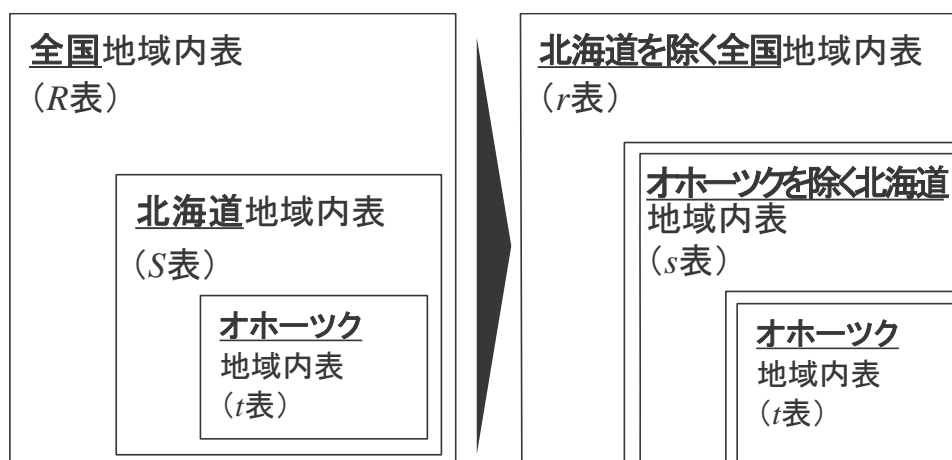 全国地域内表
（R表）
北海道地域内表
（S表）
オホーツク
地域内表
（t表）
北海道を除く全国地域内表
（r表）
オホーツクを除く北海道
地域内表
（s表）
オホーツク
地域内表
（t表）